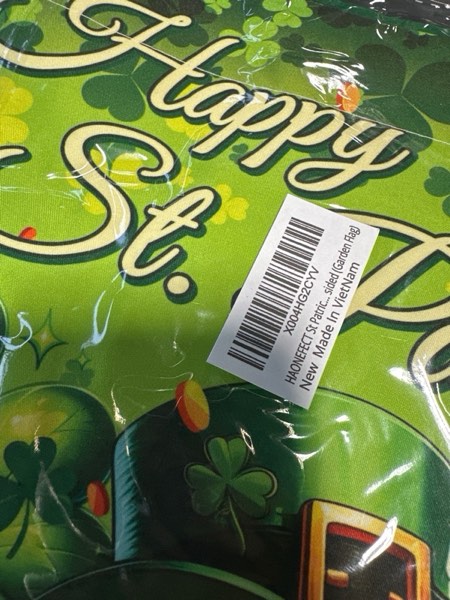 Happy
St. P
X004HG2CYV
HAONEFECT St. Patric... sided (Garden Flag)
New Made In VietNam